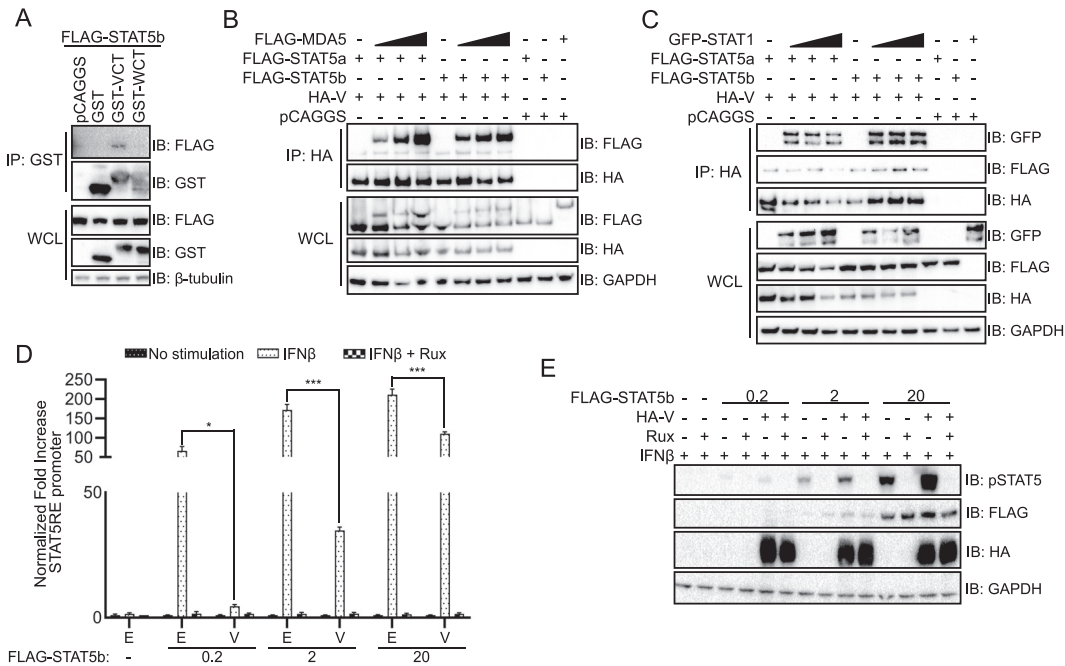 A
FLAG-STAT5b
pCAGGS
GST
GST-VCT
GST-WCT
IP: GST
IB: FLAG
IB: GST
WCL
IB: FLAG
IB: GST
IB: β-tubulin
B
FLAG-MDA5 - - - - +
FLAG-STAT5a + + + + - - - - + - -
FLAG-STAT5b - - - - + + + + - + -
HA-V + + + + + + + + - - -
pCAGGS - - - - - - - - + + +
IP: HA
IB: FLAG
IB: HA
WCL
IB: FLAG
IB: HA
IB: GAPDH
C
GFP-STAT1 - - - - - +
FLAG-STAT5a + + + + - - - - + - -
FLAG-STAT5b - - - - + + + + - + -
HA-V + + + + + + + + - - -
pCAGGS - - - - - - - - + + +
IP: HA
IB: GFP
IB: FLAG
IB: HA
WCL
IB: GFP
IB: FLAG
IB: HA
IB: GAPDH
D
No stimulation IFNβ IFNβ + Rux
Normalized Fold Increase
STAT5RE promoter
250
200
150
100
50
50
0
* *** ***
E E V E V E V
FLAG-STAT5b: - 0.2 2 20
E
FLAG-STAT5b - - 0.2 2 20
HA-V - - - - + + - - + + - - + +
Rux - + - + - + - + - + - + - +
IFNβ + + + + + + + + + + + + + +
IB: pSTAT5
IB: FLAG
IB: HA
IB: GAPDH